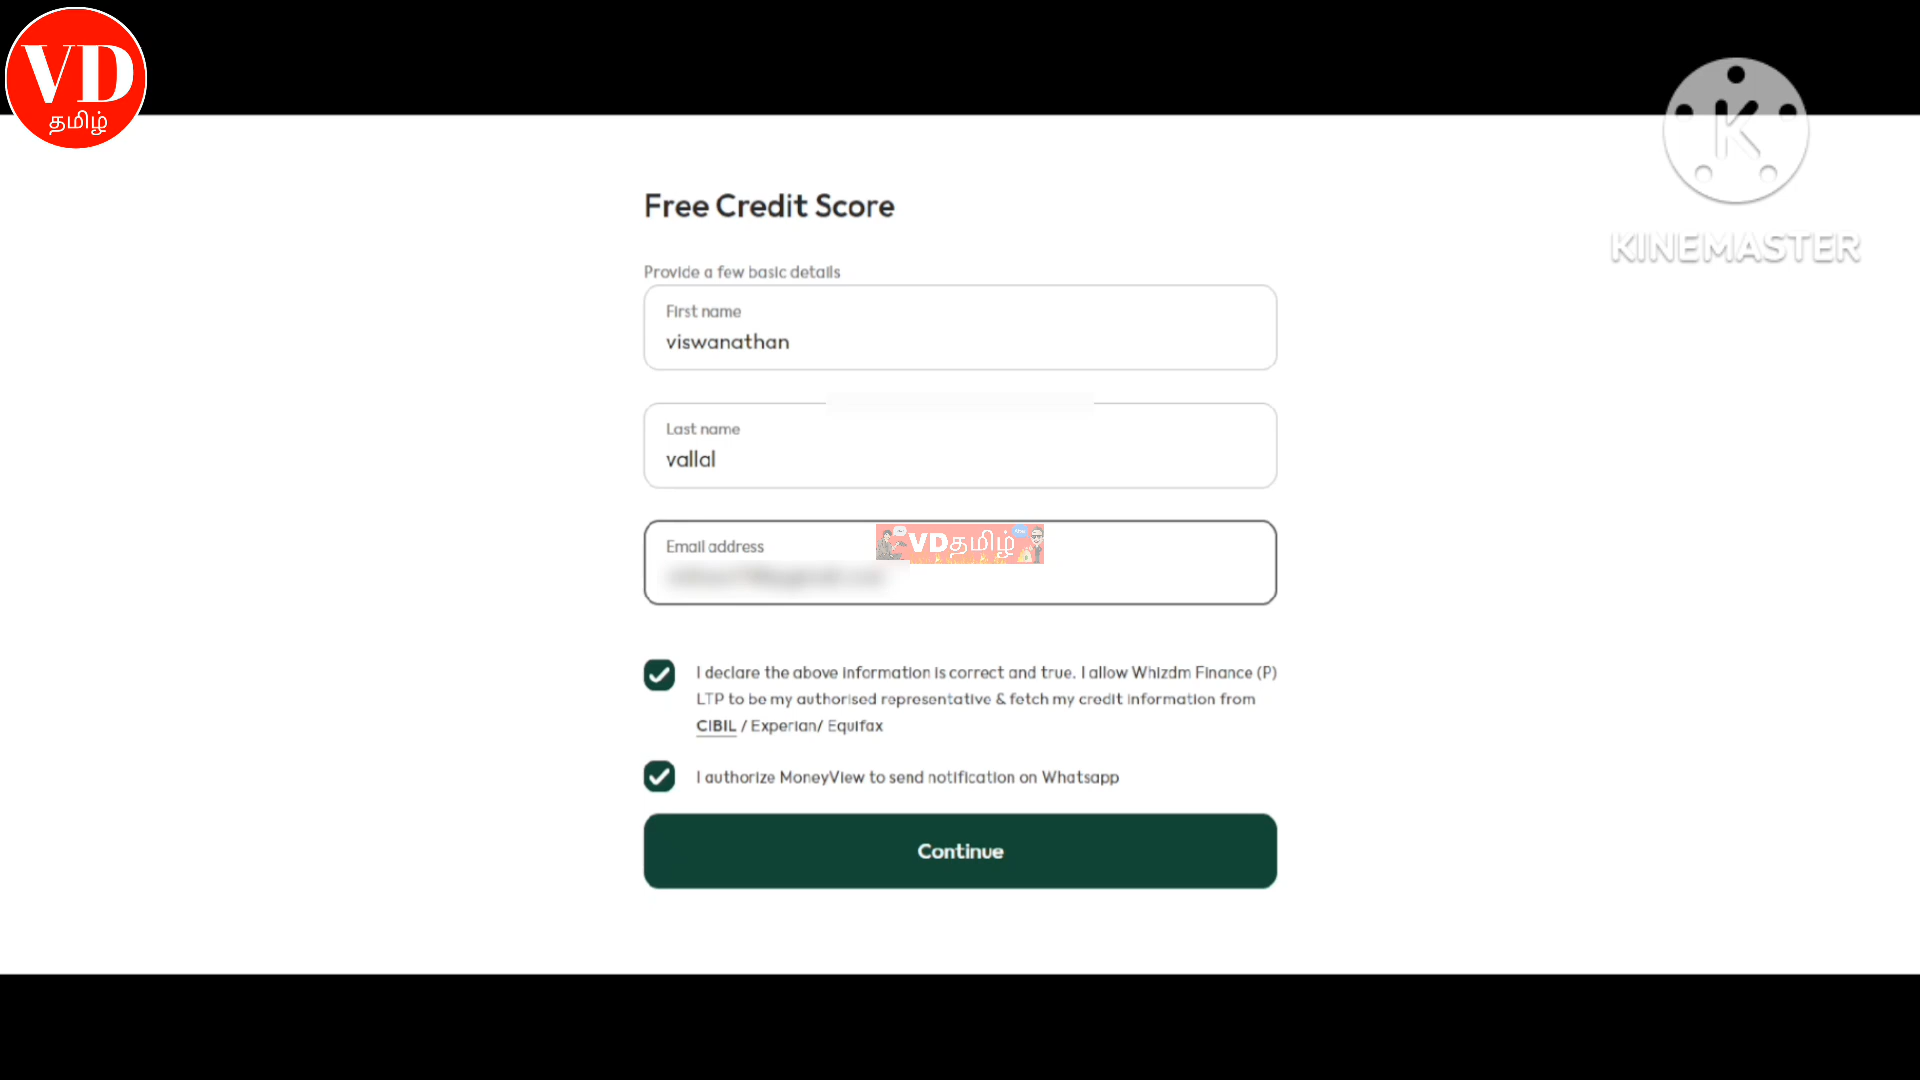 VD
தமிழ்
KINEMASTER
Free Credit Score
Provide a few basic details
First name
viswanathan
Last name
vallal
Email address
VDதமிழ்
I declare the above information is correct and true. I allow Whizdm Finance (P)
LTP to be my authorised representative & fetch my credit information from
CIBIL / Experian/ Equifax
I authorize MoneyView to send notification on Whatsapp
Continue